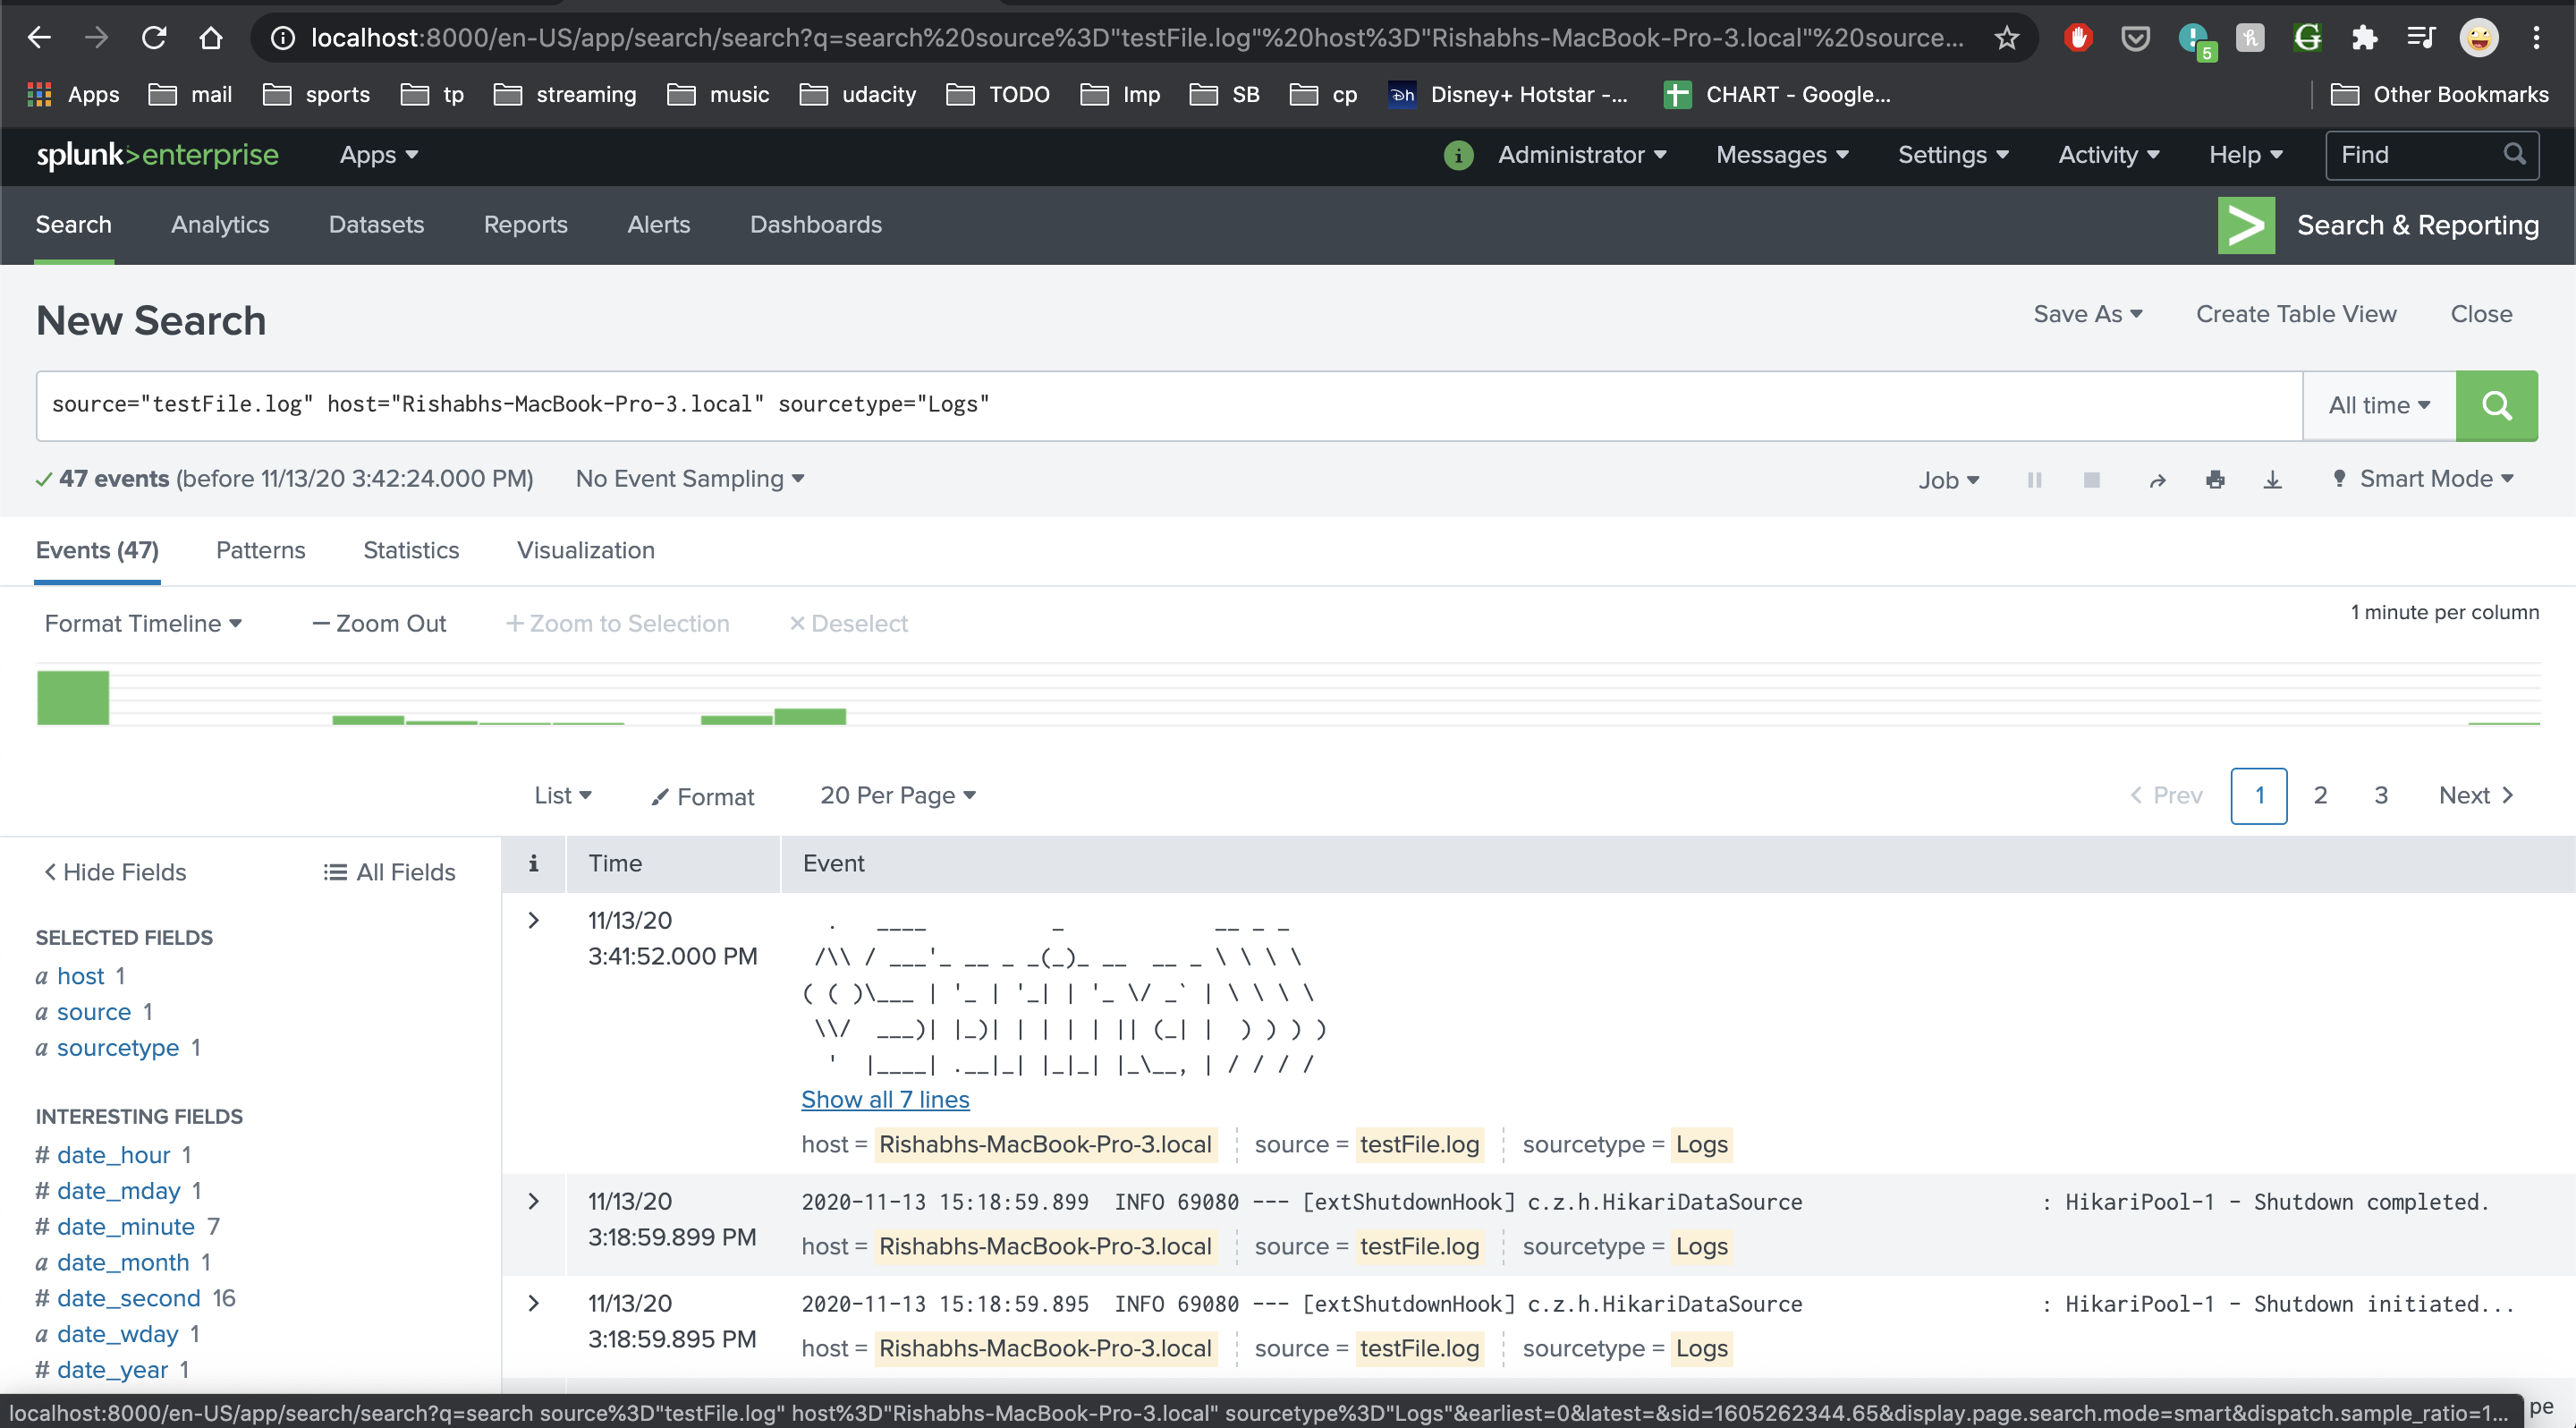 localhost:8000/en-US/app/search/search?q=search%20source%3D"testFile.log"%20host%3D"Rishabhs-MacBook-Pro-3.local"%20source...
5
Apps mail sports tp streaming music udacity TODO Imp SB cp Disney+ Hotstar -... CHART - Google... Other Bookmarks
splunk>enterprise Apps Administrator Messages Settings Activity Help Find
Search Analytics Datasets Reports Alerts Dashboards Search & Reporting
New Search Save As Create Table View Close
source="testFile.log" host="Rishabhs-MacBook-Pro-3.local" sourcetype="Logs" All time
47 events (before 11/13/20 3:42:24.000 PM) No Event Sampling Job Smart Mode
Events (47) Patterns Statistics Visualization
Format Timeline — Zoom Out + Zoom to Selection × Deselect 1 minute per column
List Format 20 Per Page < Prev 1 2 3 Next >
< Hide Fields All Fields i Time Event
SELECTED FIELDS
a host 1
a source 1
a sourcetype 1
INTERESTING FIELDS
# date_hour 1
# date_mday 1
# date_minute 7
a date_month 1
# date_second 16
a date_wday 1
# date_year 1
> 11/13/20
3:41:52.000 PM
  .   ____          _            __ _ _
 /\\ / ___'_ __ _ _(_)_ __  __ _ \ \ \ \
( ( )\___ | '_ | '_| | '_ \/ _` | \ \ \ \
 \\/  ___)| |_)| | | | | || (_| |  ) ) ) )
  '  |____| .__|_| |_|_| |_\__, | / / / /
Show all 7 lines
host = Rishabhs-MacBook-Pro-3.local source = testFile.log sourcetype = Logs
> 11/13/20 2020-11-13 15:18:59.899  INFO 69080 --- [extShutdownHook] c.z.h.HikariDataSource                   : HikariPool-1 - Shutdown completed.
3:18:59.899 PM host = Rishabhs-MacBook-Pro-3.local source = testFile.log sourcetype = Logs
> 11/13/20 2020-11-13 15:18:59.895  INFO 69080 --- [extShutdownHook] c.z.h.HikariDataSource                   : HikariPool-1 - Shutdown initiated...
3:18:59.895 PM host = Rishabhs-MacBook-Pro-3.local source = testFile.log sourcetype = Logs
localhost:8000/en-US/app/search/search?q=search source%3D"testFile.log" host%3D"Rishabhs-MacBook-Pro-3.local" sourcetype%3D"Logs"&earliest=0&latest=&sid=1605262344.65&display.page.search.mode=smart&dispatch.sample_ratio=1... pe